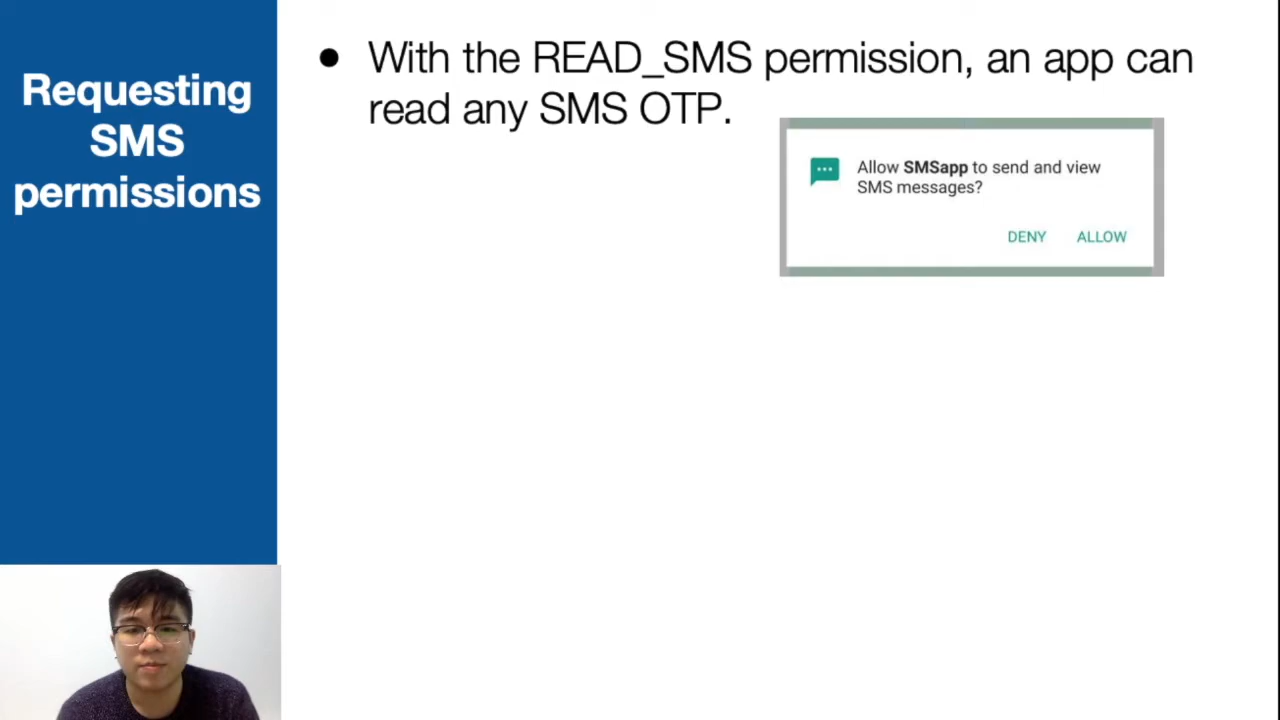 Requesting
SMS
permissions
• With the READ_SMS permission, an app can
read any SMS OTP.
Allow SMSapp to send and view
SMS messages?
DENY ALLOW